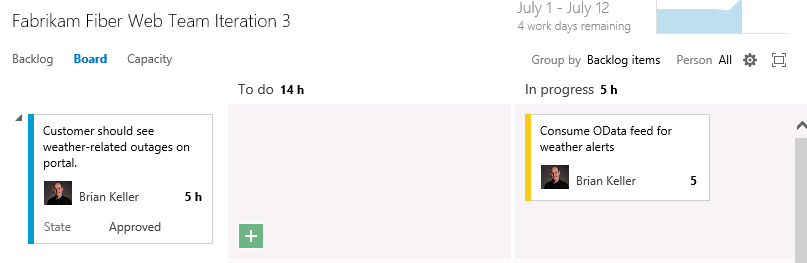 Fabrikam Fiber Web Team Iteration 3
July 1 - July 12
4 work days remaining
Backlog Board Capacity
Group by Backlog items Person All
To do 14 h
In progress 5 h
Customer should see
weather-related outages on
portal.
Brian Keller 5 h
State Approved
Consume OData feed for
weather alerts
Brian Keller 5